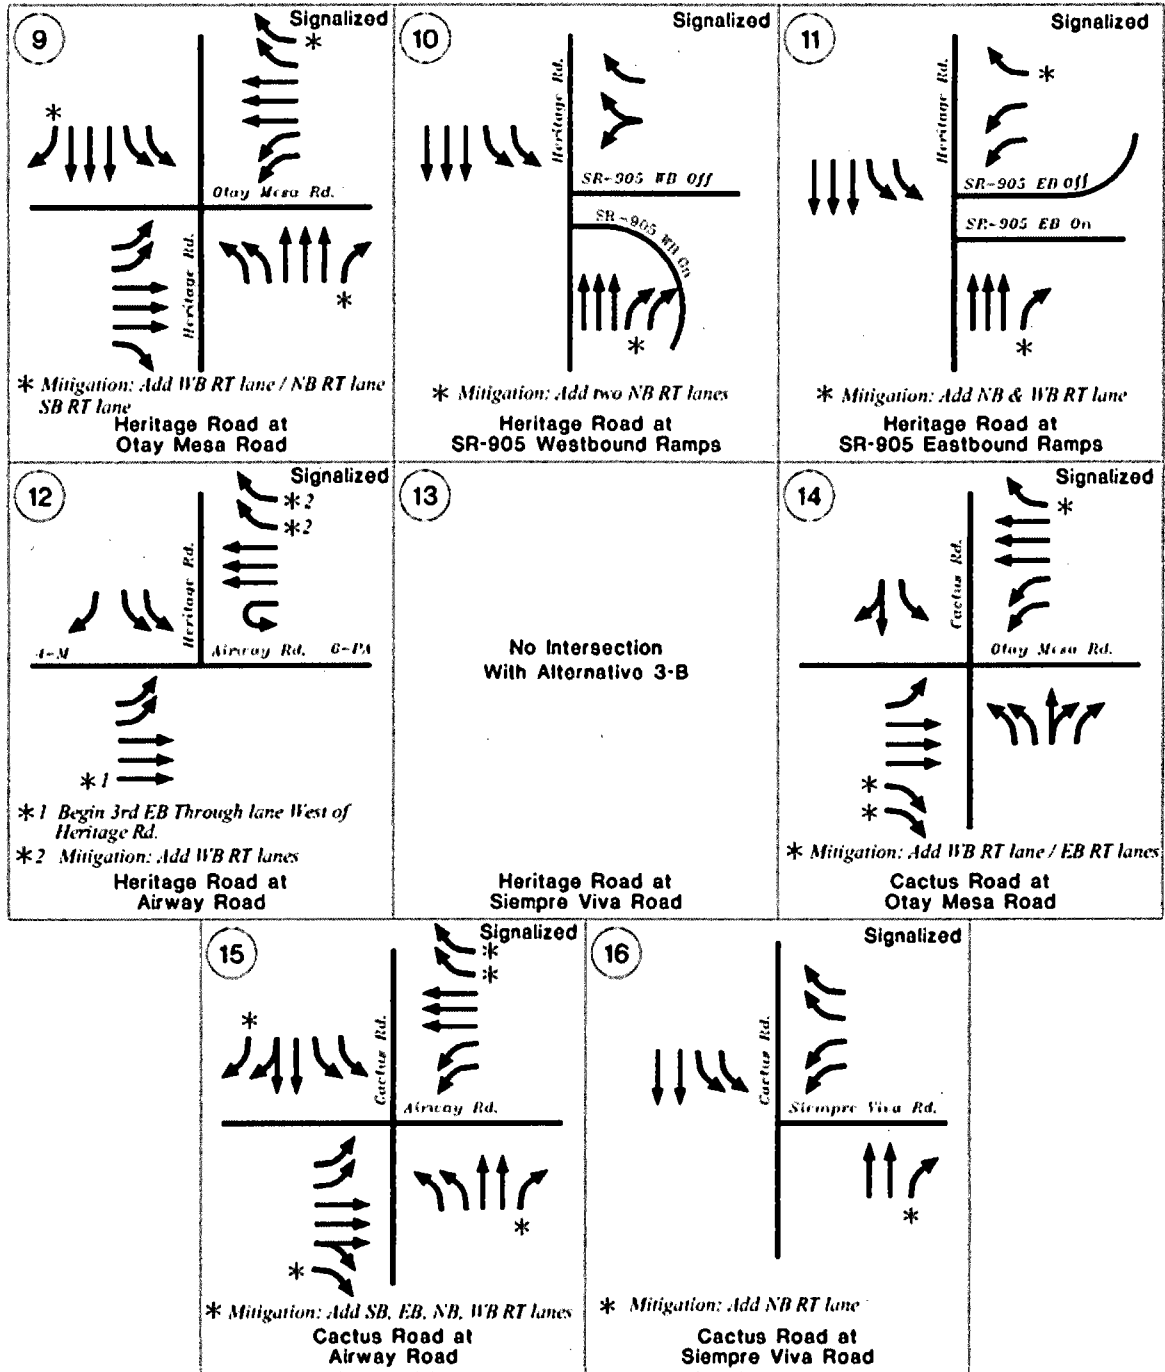 9
Signalized
*
*
Otay Mesa Rd.
Heritage Rd.
*
* Mitigation: Add WB RT lane / NB RT lane
SB RT lane
Heritage Road at
Otay Mesa Road
10
Signalized
Heritage Rd.
SR-905 WB Off
SR-905 WB On
*
* Mitigation: Add two NB RT lanes
Heritage Road at
SR-905 Westbound Ramps
11
Signalized
*
Heritage Rd.
SR-905 EB Off
SR-905 EB On
*
* Mitigation: Add NB & WB RT lane
Heritage Road at
SR-905 Eastbound Ramps
12
Signalized
*2
*2
Heritage Rd.
4-M
Airway Rd.
6-PA
*1
*1 Begin 3rd EB Through lane West of
Heritage Rd.
*2 Mitigation: Add WB RT lanes
Heritage Road at
Airway Road
13
No Intersection
With Alternative 3-B
Heritage Road at
Siempre Viva Road
14
Signalized
*
Cactus Rd.
Otay Mesa Rd.
*
*
* Mitigation: Add WB RT lane / EB RT lanes
Cactus Road at
Otay Mesa Road
15
Signalized
*
*
*
Cactus Rd.
Airway Rd.
*
*
* Mitigation: Add SB, EB, NB, WB RT lanes
Cactus Road at
Airway Road
16
Signalized
Cactus Rd.
Siempre Viva Rd.
*
* Mitigation: Add NB RT lane
Cactus Road at
Siempre Viva Road